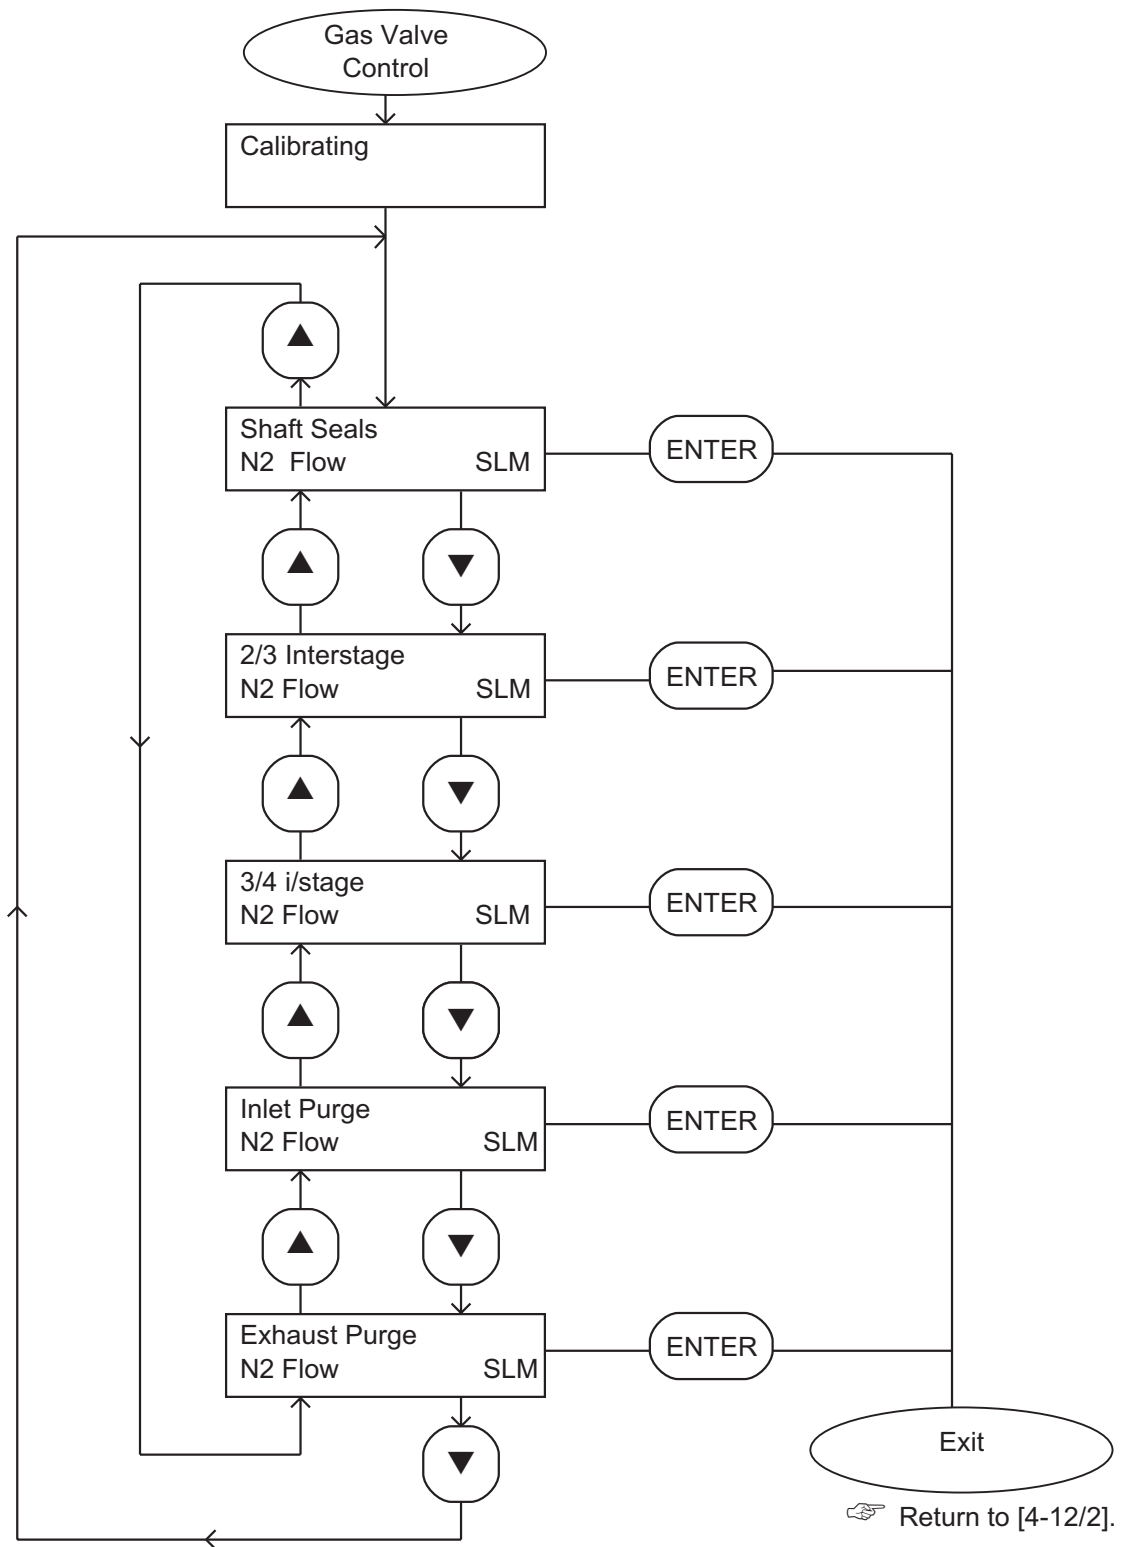 Gas Valve
Control
Calibrating
Shaft Seals
N2 Flow SLM
ENTER
2/3 Interstage
N2 Flow SLM
ENTER
3/4 i/stage
N2 Flow SLM
ENTER
Inlet Purge
N2 Flow SLM
ENTER
Exhaust Purge
N2 Flow SLM
ENTER
Exit
☞ Return to [4-12/2].